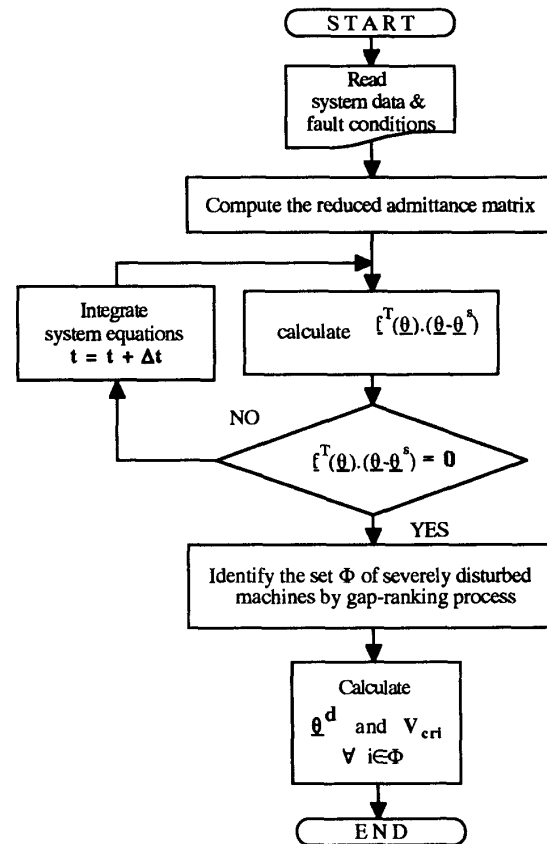 START
Read
system data &
fault conditions
Compute the reduced admittance matrix
Integrate
system equations
t = t + Δt
calculate f̲ᵀ(θ̲).(θ̲-θ̲ˢ)
NO
f̲ᵀ(θ̲).(θ̲-θ̲ˢ) = 0
YES
Identify the set Φ of severely disturbed
machines by gap-ranking process
Calculate
θ̲ᵈ and V_cri
∀ i∈Φ
END